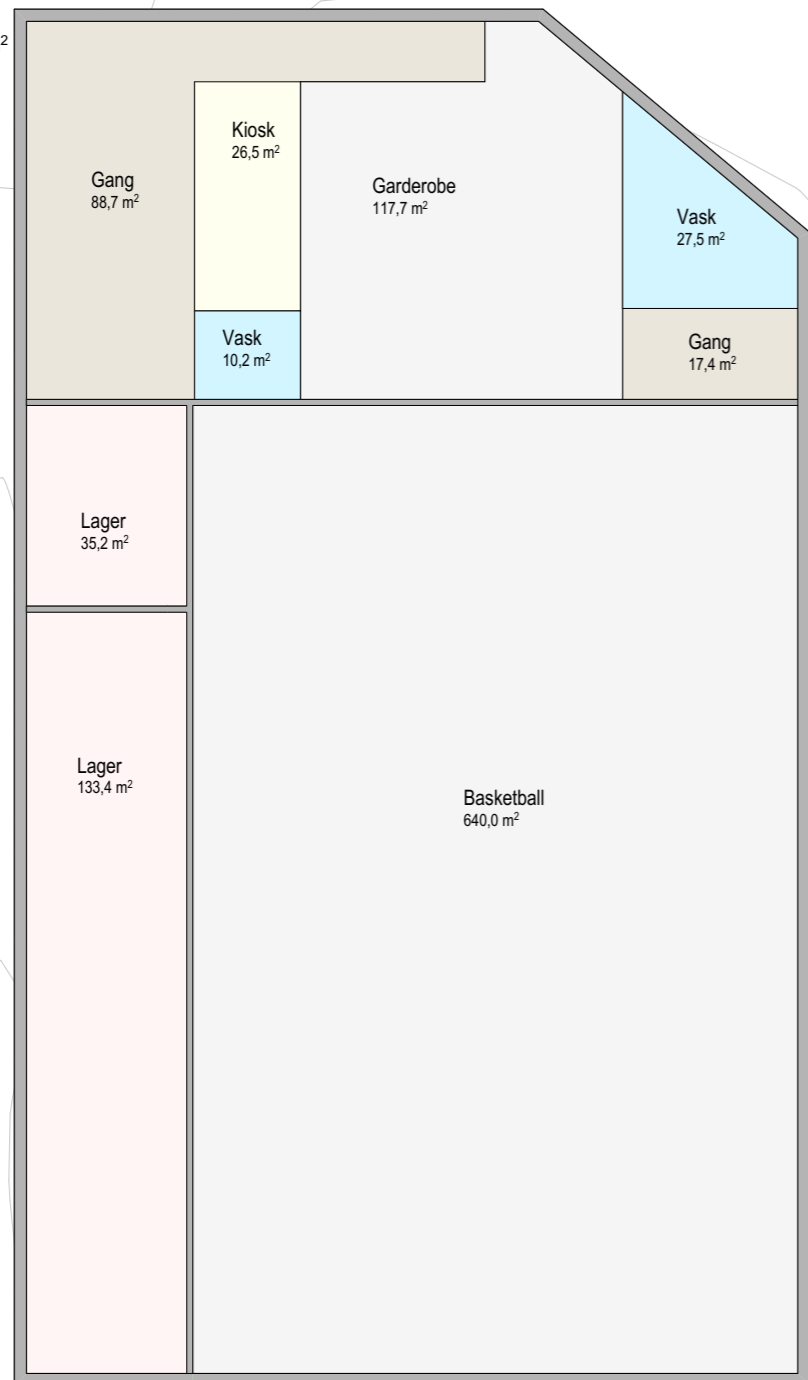 2
Kiosk
26,5 m²
Gang
88,7 m²
Garderobe
117,7 m²
Vask
27,5 m²
Vask
10,2 m²
Gang
17,4 m²
Lager
35,2 m²
Lager
133,4 m²
Basketball
640,0 m²